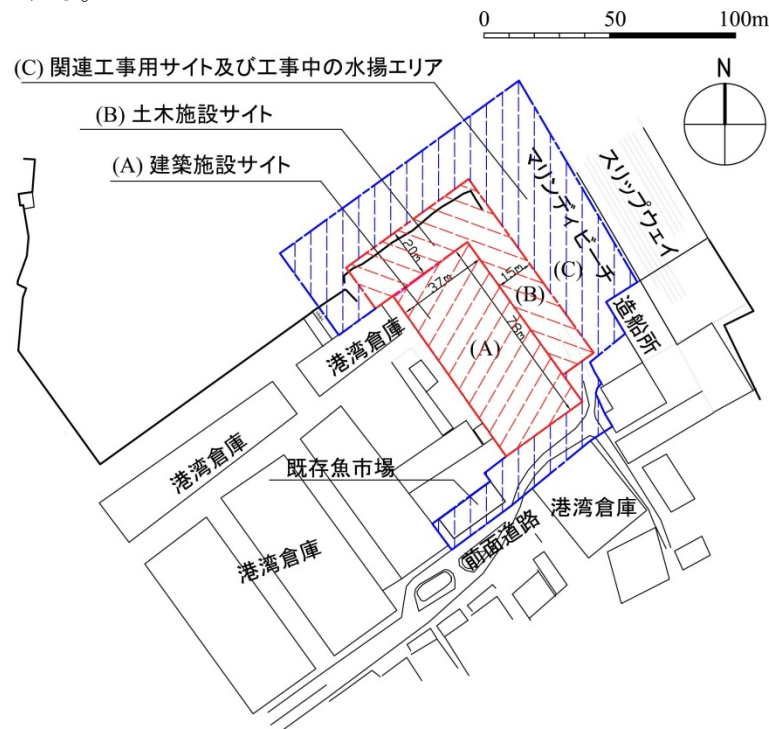 0 50 100m
(C) 関連工事用サイト及び工事中の水揚エリア
N
(B) 土木施設サイト
(A) 建築施設サイト
マリンディビーチ
スリップウェイ
20m
37m
15m
(C)
(B)
78m
造船所
(A)
港湾倉庫
港湾倉庫
既存魚市場
港湾倉庫
前面道路
港湾倉庫